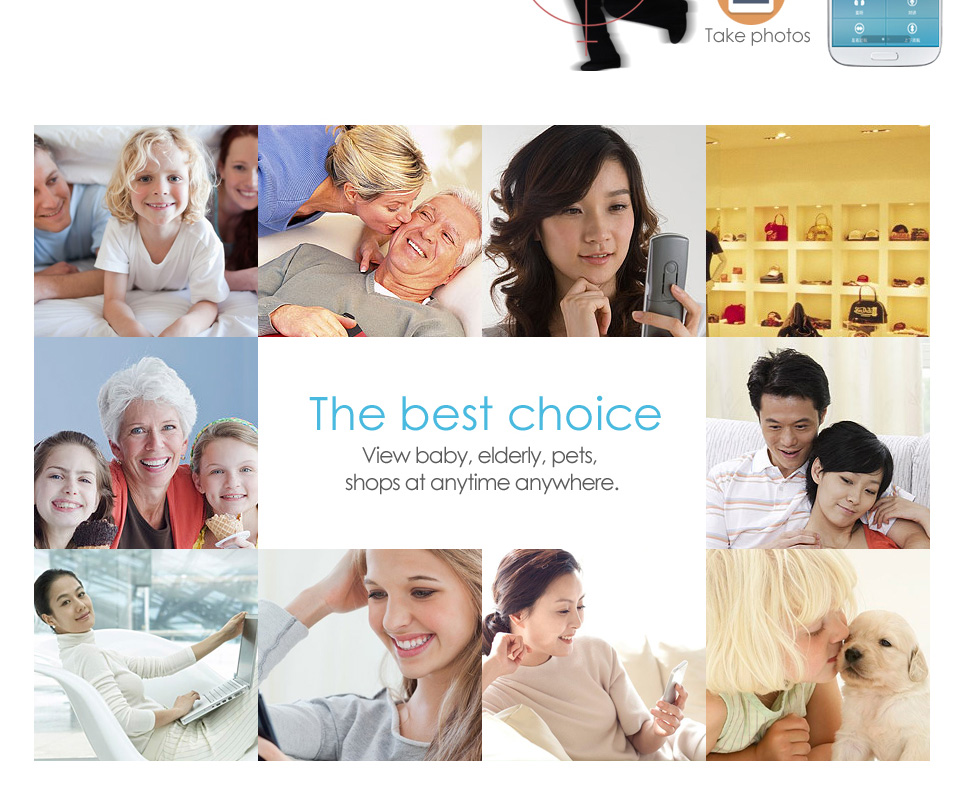 Take photos
The best choice
View baby, elderly, pets,
shops at anytime anywhere.